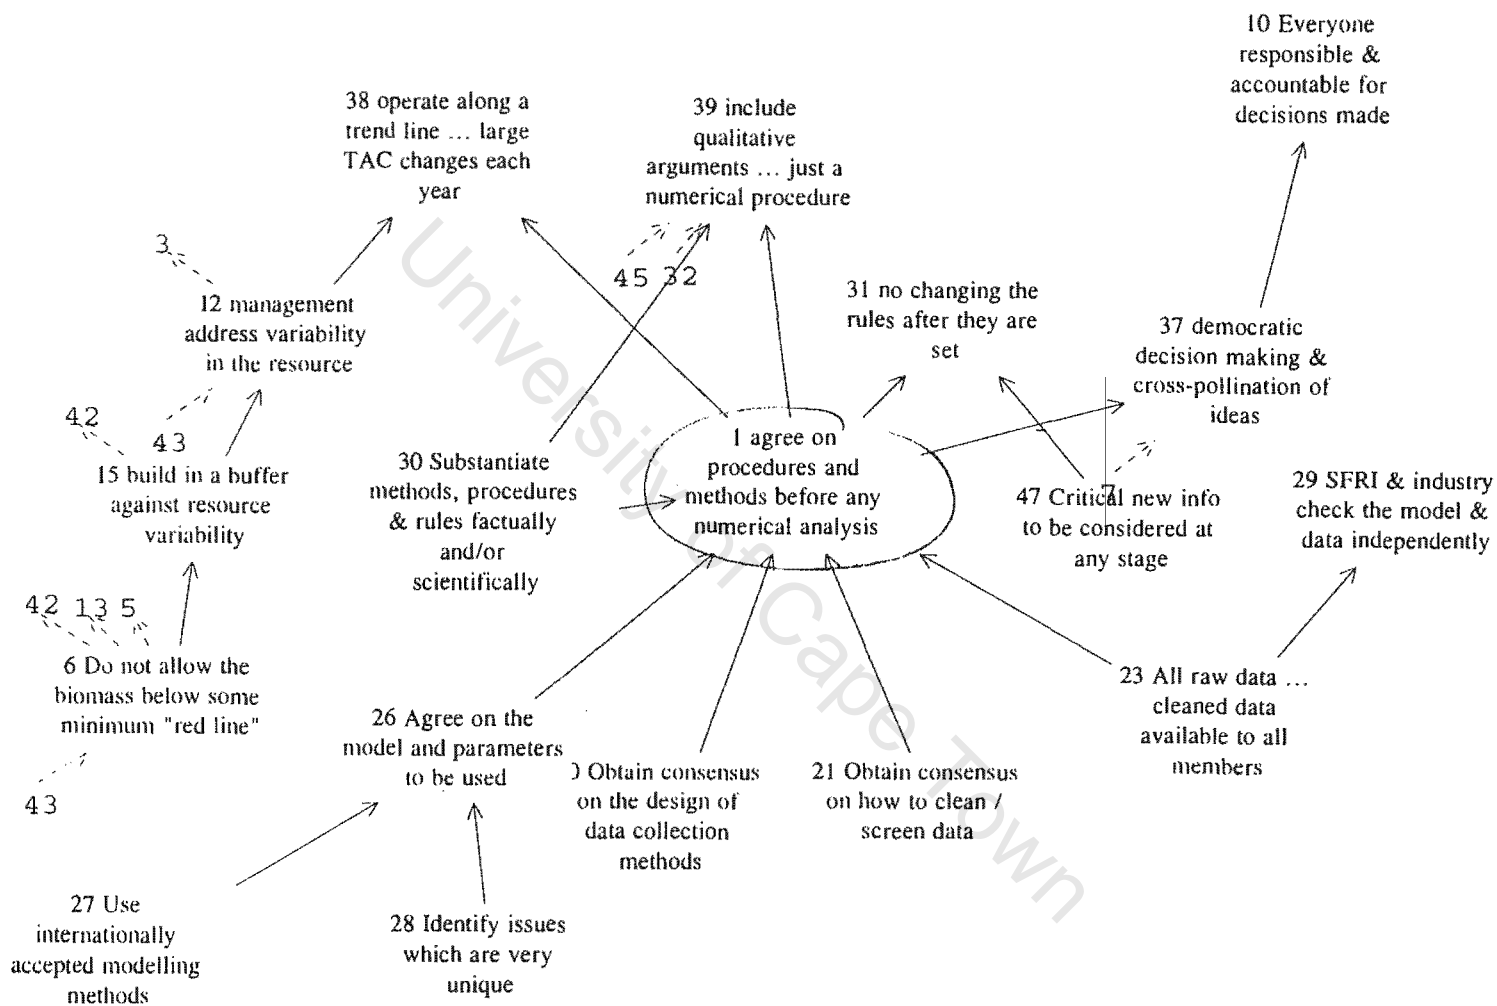 10 Everyone
responsible &
accountable for
decisions made
38 operate along a
trend line ... large
TAC changes each
year
39 include
qualitative
arguments ... just a
numerical procedure
3
45 32
12 management
address variability
in the resource
31 no changing the
rules after they are
set
37 democratic
decision making &
cross-pollination of
ideas
42
43
15 build in a buffer
against resource
variability
30 Substantiate
methods, procedures
& rules factually
and/or
scientifically
1 agree on
procedures and
methods before any
numerical analysis
7
47 Critical new info
to be considered at
any stage
29 SFRI & industry
check the model &
data independently
42 13 5
6 Do not allow the
biomass below some
minimum "red line"
43
26 Agree on the
model and parameters
to be used
Obtain consensus
on the design of
data collection
methods
21 Obtain consensus
on how to clean /
screen data
23 All raw data ...
cleaned data
available to all
members
27 Use
internationally
accepted modelling
methods
28 Identify issues
which are very
unique
University of Cape Town